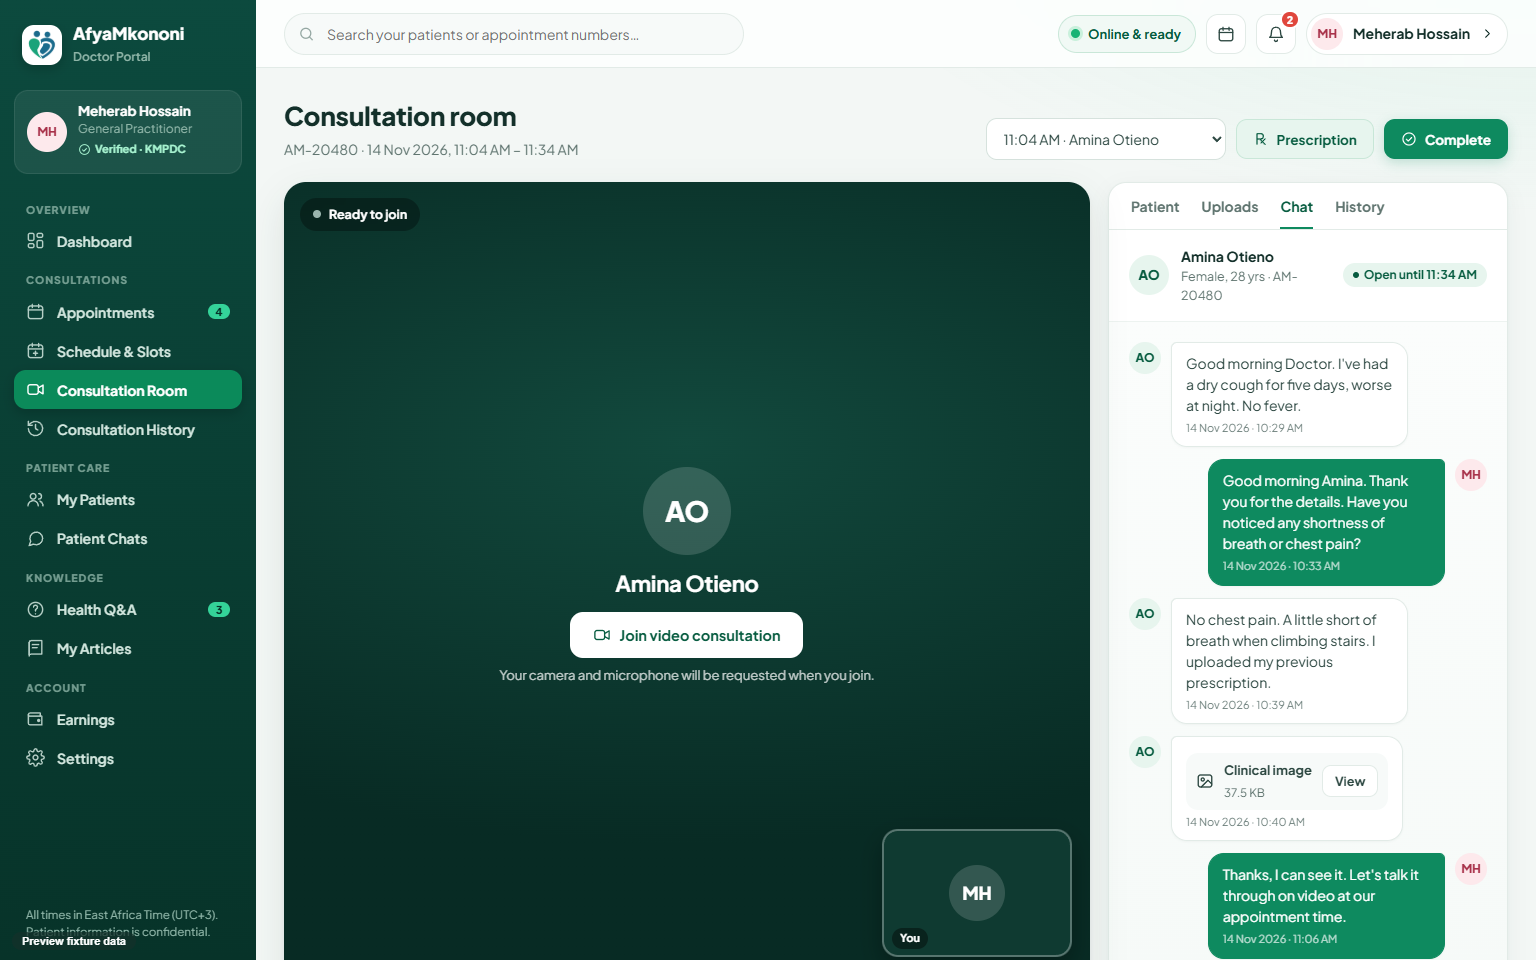 AfyaMkononi
Doctor Portal
MH
Meherab Hossain
General Practitioner
Verified · KMPDC
OVERVIEW
Dashboard
CONSULTATIONS
Appointments 4
Schedule & Slots
Consultation Room
Consultation History
PATIENT CARE
My Patients
Patient Chats
KNOWLEDGE
Health Q&A 3
My Articles
ACCOUNT
Earnings
Settings
All times in East Africa Time (UTC+3).
Patient information is confidential.
Preview fixture data
Search your patients or appointment numbers...
Online & ready
2
MH Meherab Hossain
Consultation room
AM-20480 · 14 Nov 2026, 11:04 AM – 11:34 AM
11:04 AM · Amina Otieno
Prescription
Complete
Ready to join
AO
Amina Otieno
Join video consultation
Your camera and microphone will be requested when you join.
MH
You
Patient Uploads Chat History
AO
Amina Otieno
Female, 28 yrs · AM-
20480
Open until 11:34 AM
AO
Good morning Doctor. I've had
a dry cough for five days, worse
at night. No fever.
14 Nov 2026 · 10:29 AM
MH
Good morning Amina. Thank
you for the details. Have you
noticed any shortness of
breath or chest pain?
14 Nov 2026 · 10:33 AM
AO
No chest pain. A little short of
breath when climbing stairs. I
uploaded my previous
prescription.
14 Nov 2026 · 10:39 AM
AO
Clinical image
37.5 KB
View
14 Nov 2026 · 10:40 AM
MH
Thanks, I can see it. Let's talk it
through on video at our
appointment time.
14 Nov 2026 · 11:06 AM